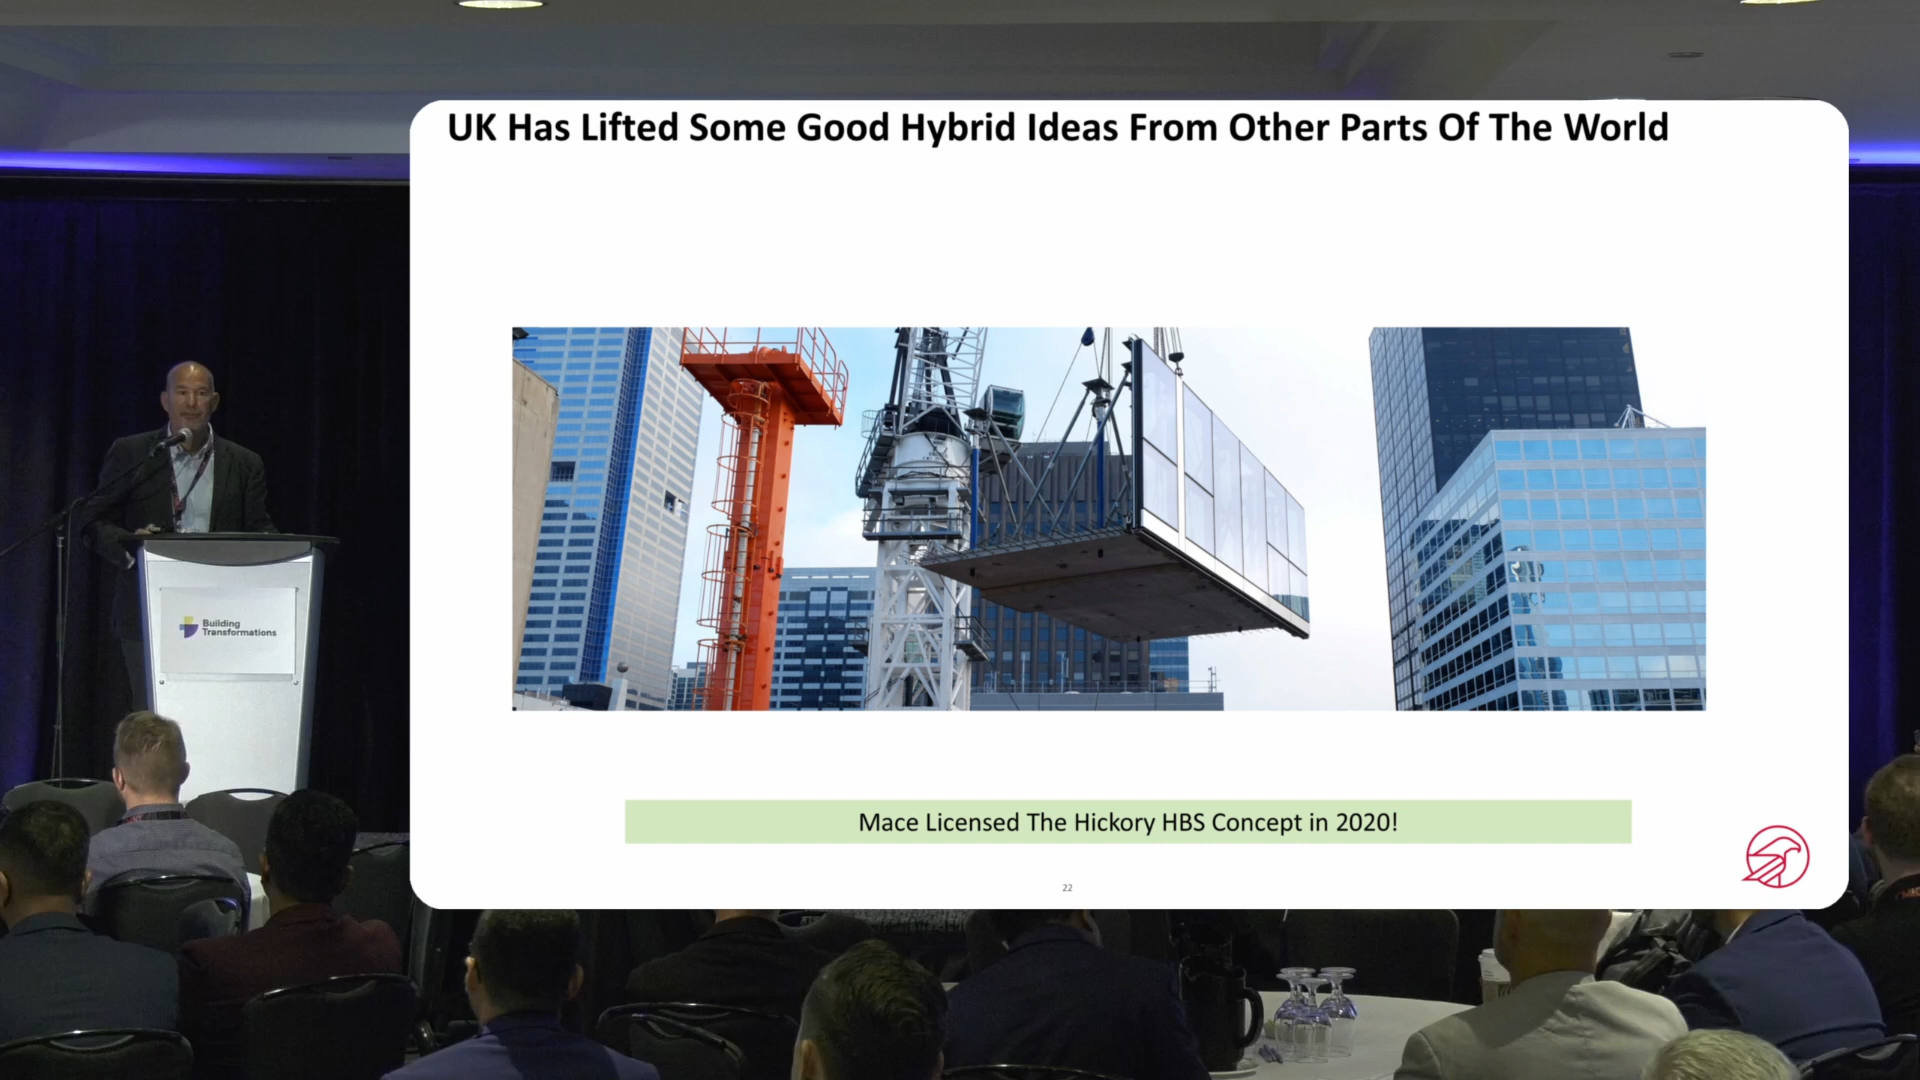 UK Has Lifted Some Good Hybrid Ideas From Other Parts Of The World
Building
Transformations
Mace Licensed The Hickory HBS Concept in 2020!
22